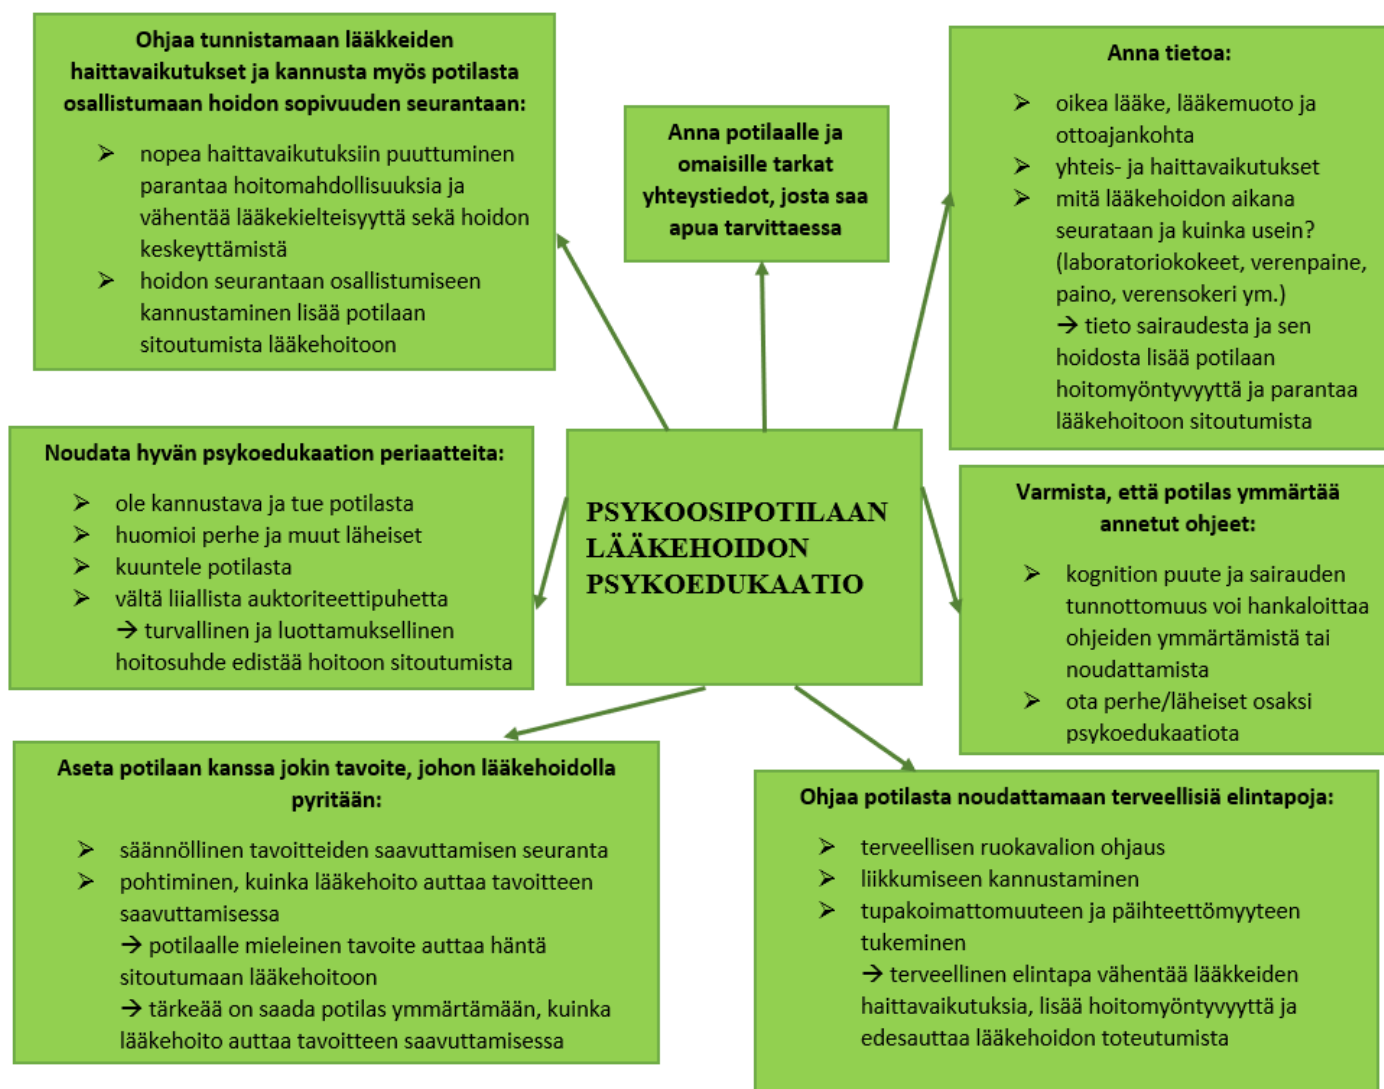 Ohjaa tunnistamaan lääkkeiden
haittavaikutukset ja kannusta myös potilasta
osallistumaan hoidon sopivuuden seurantaan:
➢ nopea haittavaikutuksiin puuttuminen
parantaa hoitomahdollisuuksia ja
vähentää lääkekielteisyyttä sekä hoidon
keskeyttämistä
➢ hoidon seurantaan osallistumiseen
kannustaminen lisää potilaan
sitoutumista lääkehoitoon
Anna potilaalle ja
omaisille tarkat
yhteystiedot, josta saa
apua tarvittaessa
Anna tietoa:
➢ oikea lääke, lääkemuoto ja
ottoajankohta
➢ yhteis- ja haittavaikutukset
➢ mitä lääkehoidon aikana
seurataan ja kuinka usein?
(laboratoriokokeet, verenpaine,
paino, verensokeri ym.)
→ tieto sairaudesta ja sen
hoidosta lisää potilaan
hoitomyöntyvyyttä ja parantaa
lääkehoitoon sitoutumista
Noudata hyvän psykoedukaation periaatteita:
➢ ole kannustava ja tue potilasta
➢ huomioi perhe ja muut läheiset
➢ kuuntele potilasta
➢ vältä liiallista auktoriteettipuhetta
→ turvallinen ja luottamuksellinen
hoitosuhde edistää hoitoon sitoutumista
PSYKOOSIPOTILAAN
LÄÄKEHOIDON
PSYKOEDUKAATIO
Varmista, että potilas ymmärtää
annetut ohjeet:
➢ kognition puute ja sairauden
tunnottomuus voi hankaloittaa
ohjeiden ymmärtämistä tai
noudattamista
➢ ota perhe/läheiset osaksi
psykoedukaatiota
Aseta potilaan kanssa jokin tavoite, johon lääkehoidolla
pyritään:
➢ säännöllinen tavoitteiden saavuttamisen seuranta
➢ pohtiminen, kuinka lääkehoito auttaa tavoitteen
saavuttamisessa
→ potilaalle mieleinen tavoite auttaa häntä
sitoutumaan lääkehoitoon
→ tärkeää on saada potilas ymmärtämään, kuinka
lääkehoito auttaa tavoitteen saavuttamisessa
Ohjaa potilasta noudattamaan terveellisiä elintapoja:
➢ terveellisen ruokavalion ohjaus
➢ liikkumiseen kannustaminen
➢ tupakoimattomuuteen ja päihteettömyyteen
tukeminen
→ terveellinen elintapa vähentää lääkkeiden
haittavaikutuksia, lisää hoitomyöntyvyyttä ja
edesauttaa lääkehoidon toteutumista